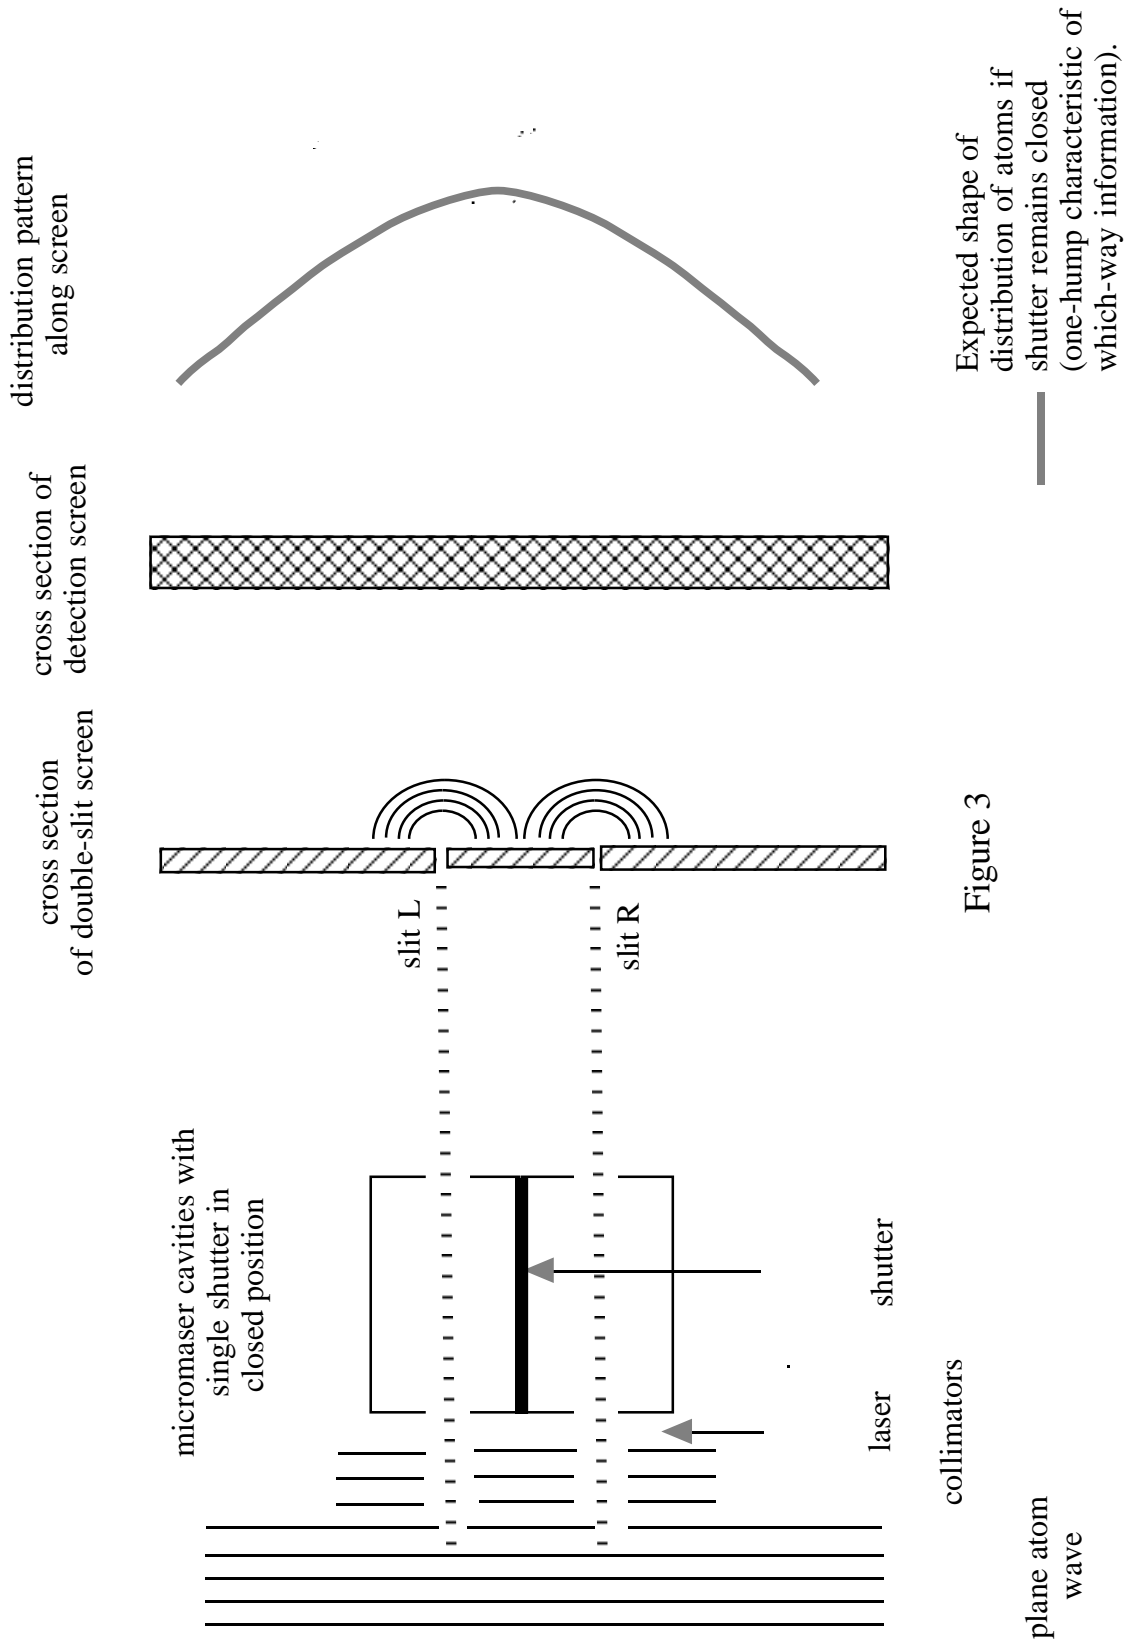 distribution pattern
along screen
cross section of
detection screen
cross section
of double-slit screen
micromaser cavities with
single shutter in
closed position
slit L
slit R
shutter
laser
collimators
plane atom
wave
Figure 3
Expected shape of
distribution of atoms if
shutter remains closed
(one-hump characteristic of
which-way information).